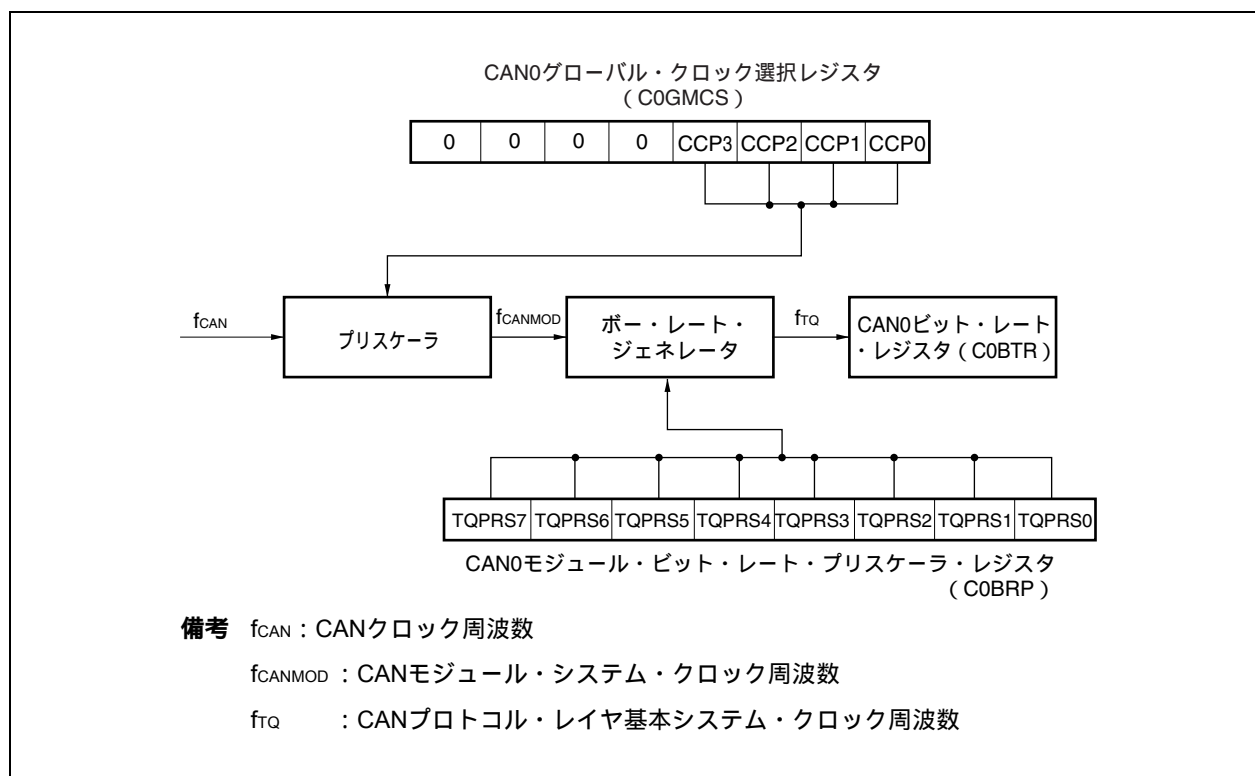 CAN0グローバル・クロック選択レジスタ
（C0GMCS）
0 0 0 0 CCP3 CCP2 CCP1 CCP0
fCAN
プリスケーラ
fCANMOD
ボー・レート・
ジェネレータ
fTQ
CAN0ビット・レート
・レジスタ（C0BTR）
TQPRS7 TQPRS6 TQPRS5 TQPRS4 TQPRS3 TQPRS2 TQPRS1 TQPRS0
CAN0モジュール・ビット・レート・プリスケーラ・レジスタ
（C0BRP）
備考 fCAN：CANクロック周波数
fCANMOD：CANモジュール・システム・クロック周波数
fTQ：CANプロトコル・レイヤ基本システム・クロック周波数